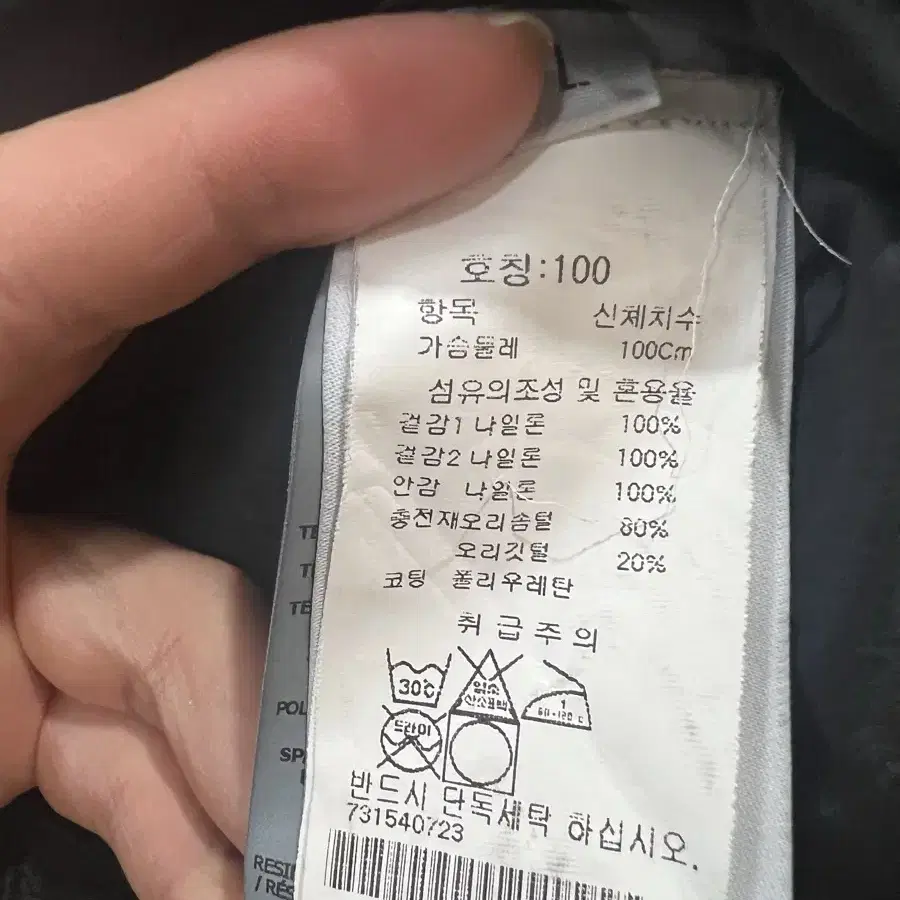 L
호칭:100
항목 신체치수
가슴둘레 100Cm
섬유의조성 및 혼용율
겉감1 나일론 100%
겉감2 나일론 100%
안감 나일론 100%
충전재오리솜털 80%
오리깃털 20%
코팅 폴리우레탄
취급주의
30℃
염소
산소표백
1
드라이
반드시 단독세탁 하십시오.
731540723
POL
RESI
/ RÉS